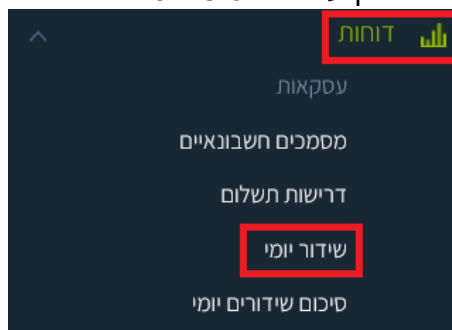 דוחות
עסקאות
מסמכים חשבונאיים
דרישות תשלום
שידור יומי
סיכום שידורים יומי